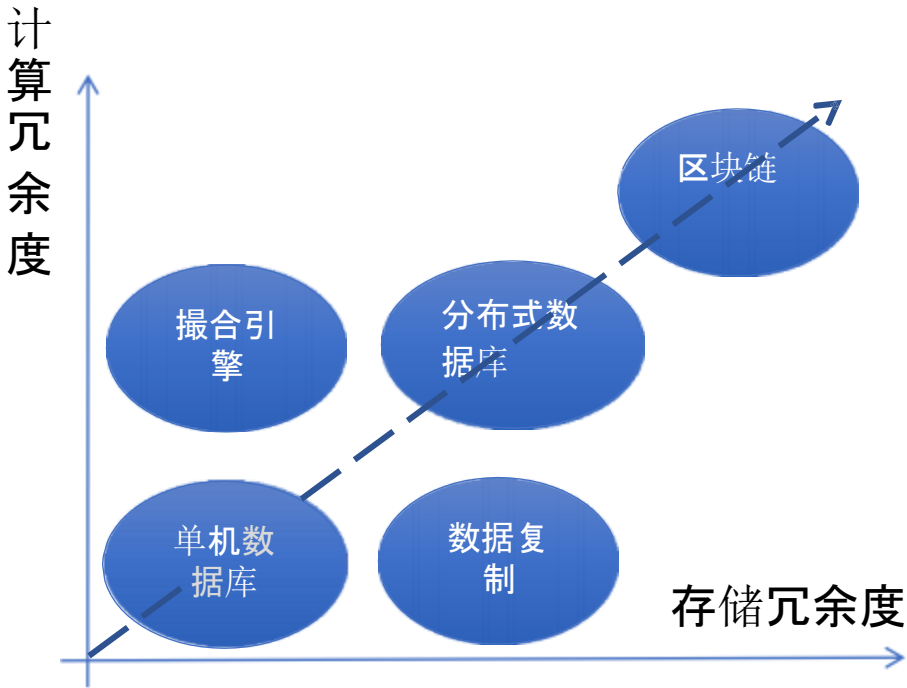 计算冗余度
区块链
撮合引
擎
分布式数
据库
单机数
据库
数据复
制
存储冗余度